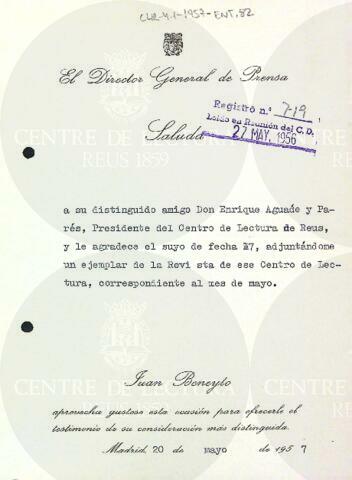 CLR-4.1-1957-ENT.82
El Director General de Prensa
Registro n.º 719
Leído en Reunión del C.D.
27 MAY. 1956
Saluda
CENTRE DE LECTURA
REUS 1859
a su distinguido amigo Don Enrique Aguadé y Pa-
rés, Presidente del Centro de Lectura de Reus,
y le agradece el suyo de fecha 17, adjuntándome
un ejemplar de la Revi sta de ese Centro de Lec-
tura, correspondiente al mes de mayo.
CENTRE DE LECTURA
REUS 1859
Juan Beneyto
aprovecha gustoso esta ocasión para ofrecerle el
testimonio de su consideración más distinguida.
Madrid, 20 de mayo de 1957